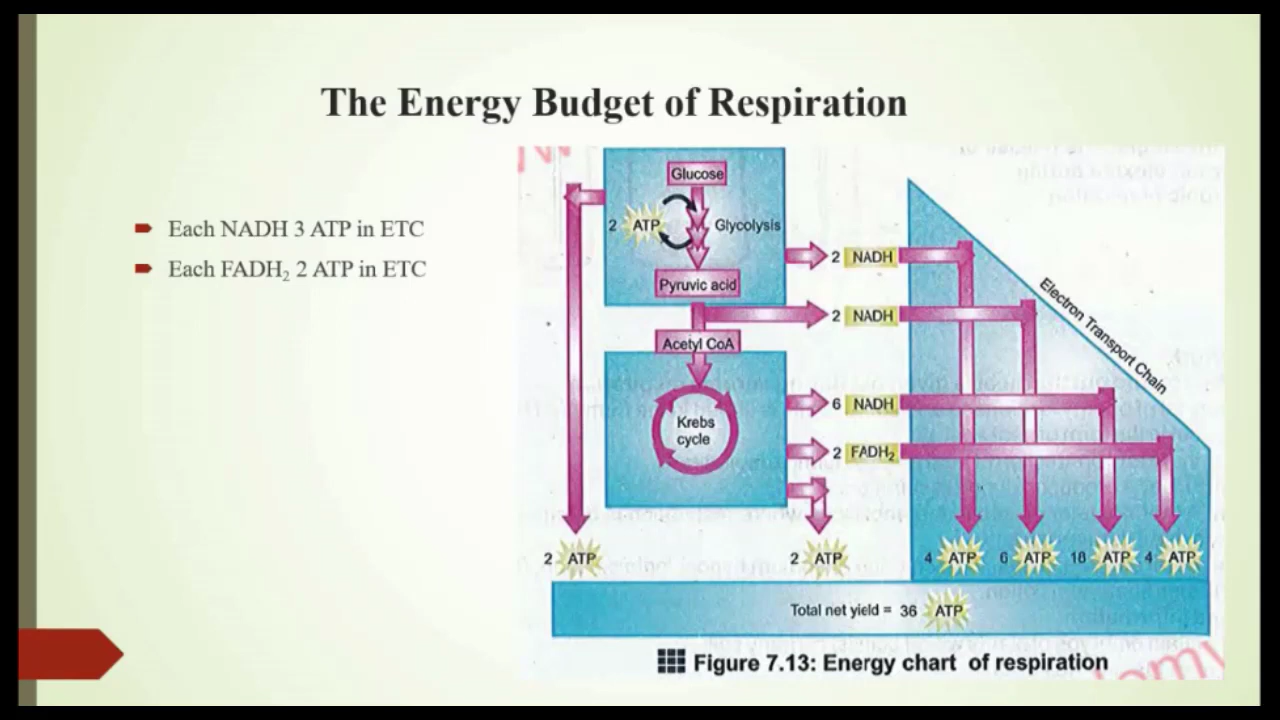 The Energy Budget of Respiration
Each NADH 3 ATP in ETC
Each FADH₂ 2 ATP in ETC
Glucose
2 ATP
Glycolysis
Pyruvic acid
2 NADH
2 NADH
Acetyl CoA
Krebs
cycle
6 NADH
2 FADH₂
Electron Transport Chain
2 ATP
2 ATP
4 ATP
6 ATP
18 ATP
4 ATP
Total net yield = 36 ATP
Figure 7.13: Energy chart of respiration